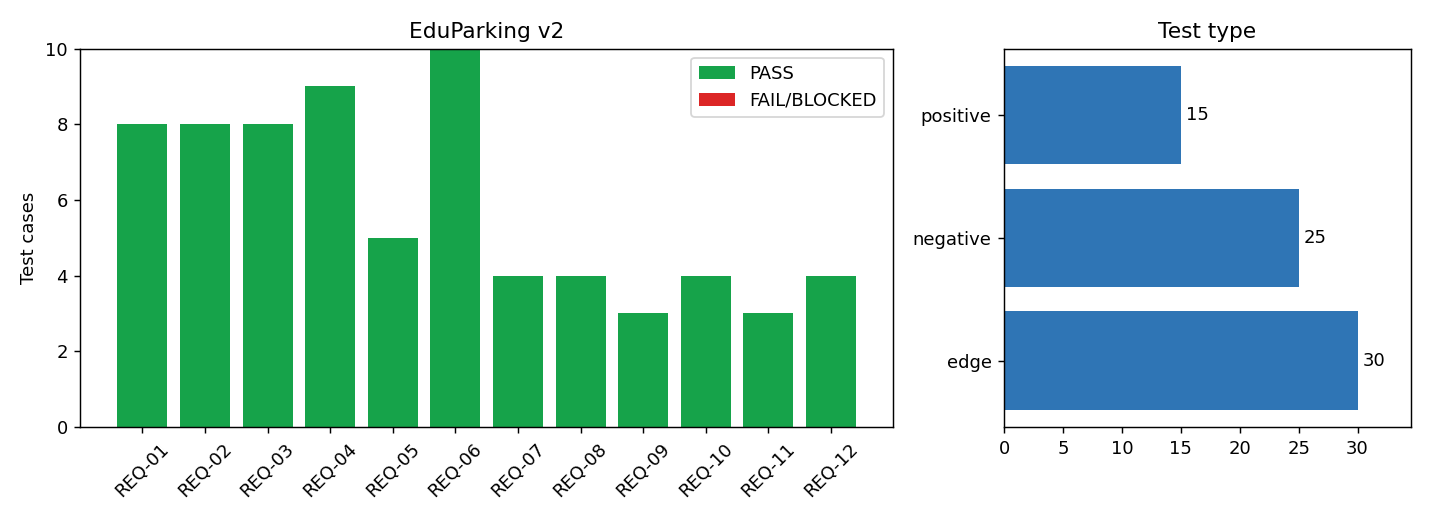 EduParking v2
10
8
6
4
2
0
Test cases
PASS
FAIL/BLOCKED
REQ-01
REQ-02
REQ-03
REQ-04
REQ-05
REQ-06
REQ-07
REQ-08
REQ-09
REQ-10
REQ-11
REQ-12
Test type
positive
15
negative
25
edge
30
0 5 10 15 20 25 30